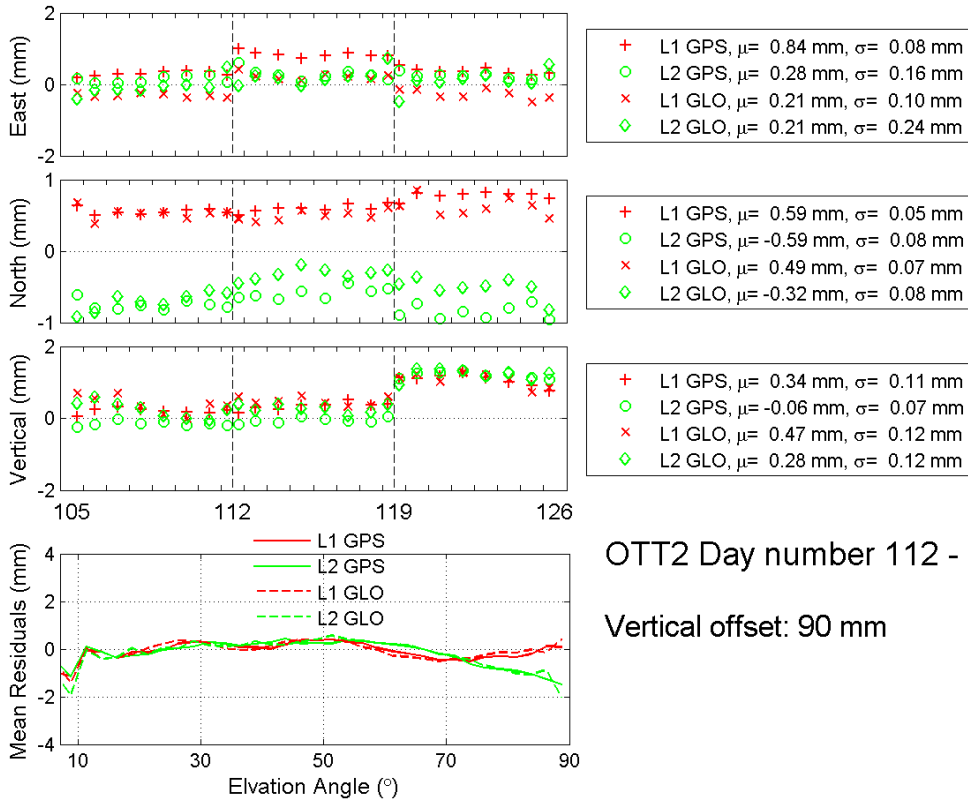 2
0
-2
East (mm)
+ L1 GPS, μ= 0.84 mm, σ= 0.08 mm
○ L2 GPS, μ= 0.28 mm, σ= 0.16 mm
× L1 GLO, μ= 0.21 mm, σ= 0.10 mm
◇ L2 GLO, μ= 0.21 mm, σ= 0.24 mm
1
0
-1
North (mm)
+ L1 GPS, μ= 0.59 mm, σ= 0.05 mm
○ L2 GPS, μ= -0.59 mm, σ= 0.08 mm
× L1 GLO, μ= 0.49 mm, σ= 0.07 mm
◇ L2 GLO, μ= -0.32 mm, σ= 0.08 mm
2
0
-2
Vertical (mm)
+ L1 GPS, μ= 0.34 mm, σ= 0.11 mm
○ L2 GPS, μ= -0.06 mm, σ= 0.07 mm
× L1 GLO, μ= 0.47 mm, σ= 0.12 mm
◇ L2 GLO, μ= 0.28 mm, σ= 0.12 mm
105 112 119 126
L1 GPS
L2 GPS
L1 GLO
L2 GLO
4
2
0
-2
-4
Mean Residuals (mm)
10 30 50 70 90
Elvation Angle (°)
OTT2 Day number 112 -
Vertical offset: 90 mm